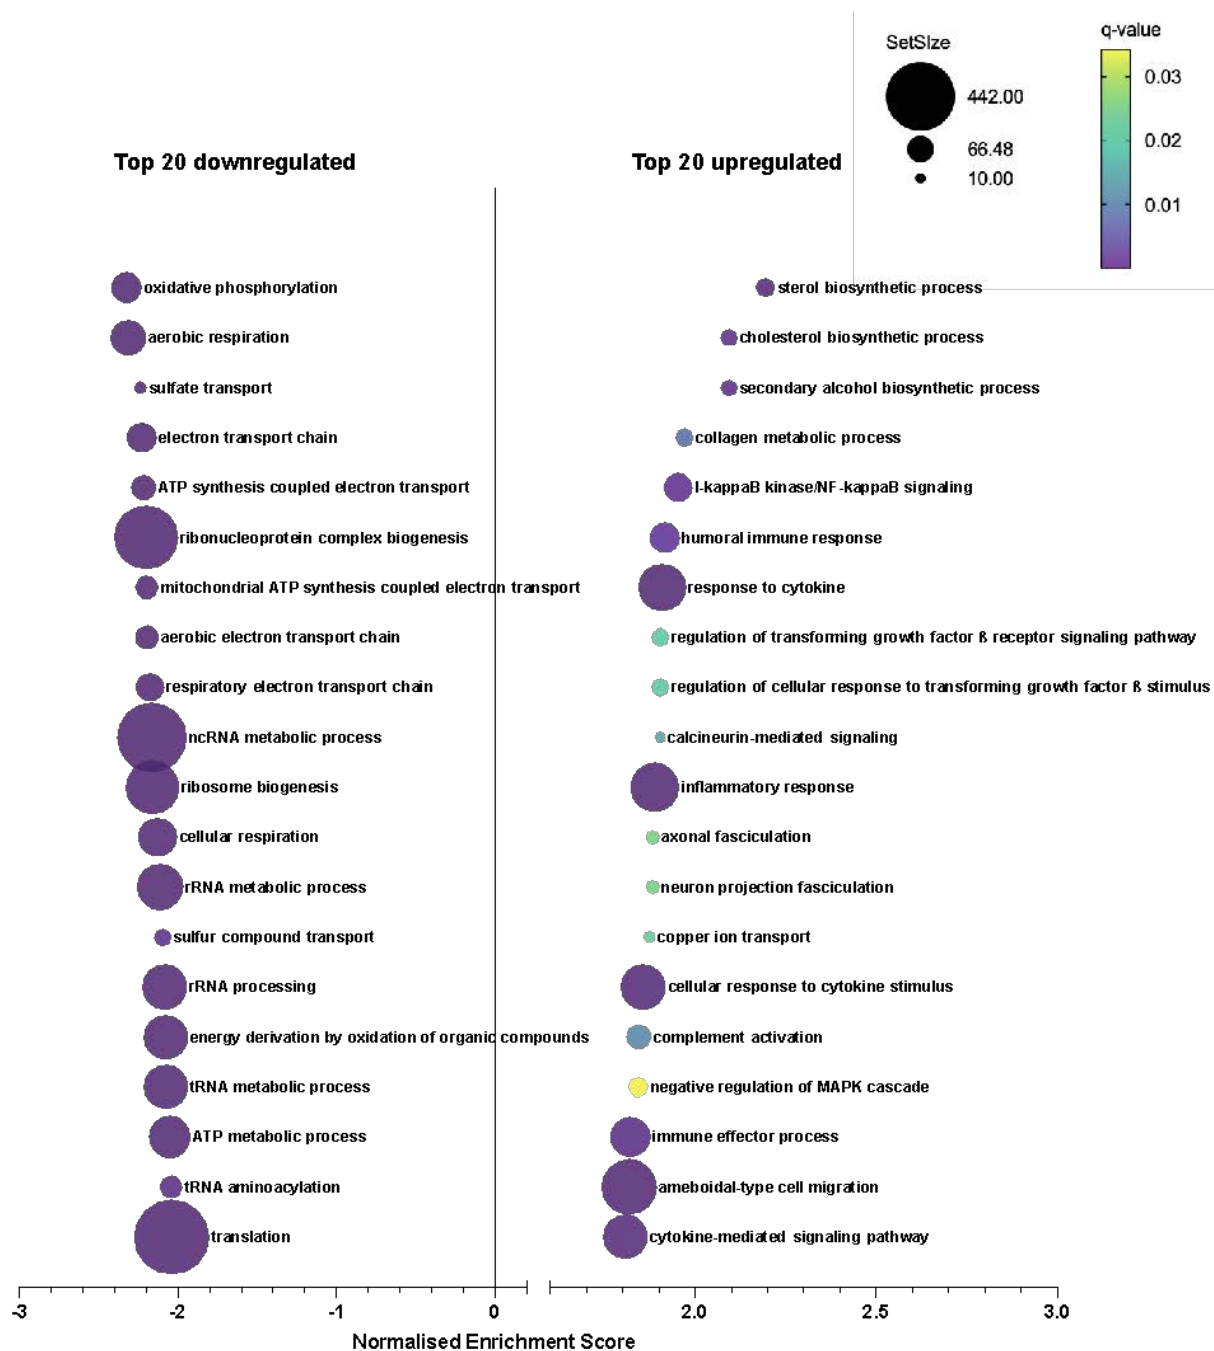 SetSIze
442.00
66.48
10.00
q-value
0.03
0.02
0.01
Top 20 downregulated
oxidative phosphorylation
aerobic respiration
sulfate transport
electron transport chain
ATP synthesis coupled electron transport
ribonucleoprotein complex biogenesis
mitochondrial ATP synthesis coupled electron transport
aerobic electron transport chain
respiratory electron transport chain
ncRNA metabolic process
ribosome biogenesis
cellular respiration
rRNA metabolic process
sulfur compound transport
rRNA processing
energy derivation by oxidation of organic compounds
tRNA metabolic process
ATP metabolic process
tRNA aminoacylation
translation
-3
-2
-1
0
Top 20 upregulated
sterol biosynthetic process
cholesterol biosynthetic process
secondary alcohol biosynthetic process
collagen metabolic process
I-kappaB kinase/NF-kappaB signaling
humoral immune response
response to cytokine
regulation of transforming growth factor ß receptor signaling pathway
regulation of cellular response to transforming growth factor ß stimulus
calcineurin-mediated signaling
inflammatory response
axonal fasciculation
neuron projection fasciculation
copper ion transport
cellular response to cytokine stimulus
complement activation
negative regulation of MAPK cascade
immune effector process
ameboidal-type cell migration
cytokine-mediated signaling pathway
2.0
2.5
3.0
Normalised Enrichment Score